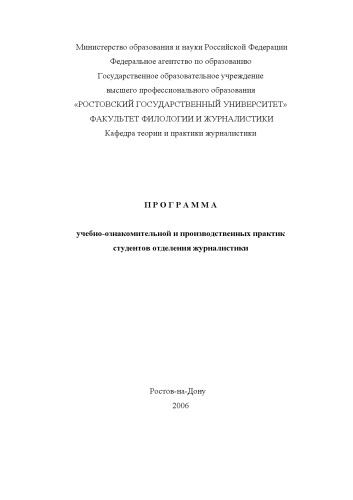 Министерство образования и науки Российской Федерации
Федеральное агентство по образованию
Государственное образовательное учреждение
высшего профессионального образования
«РОСТОВСКИЙ ГОСУДАРСТВЕННЫЙ УНИВЕРСИТЕТ»
ФАКУЛЬТЕТ ФИЛОЛОГИИ И ЖУРНАЛИСТИКИ
Кафедра теории и практики журналистики
П Р О Г Р А М М А
учебно-ознакомительной и производственных практик
студентов отделения журналистики
Ростов-на-Дону
2006